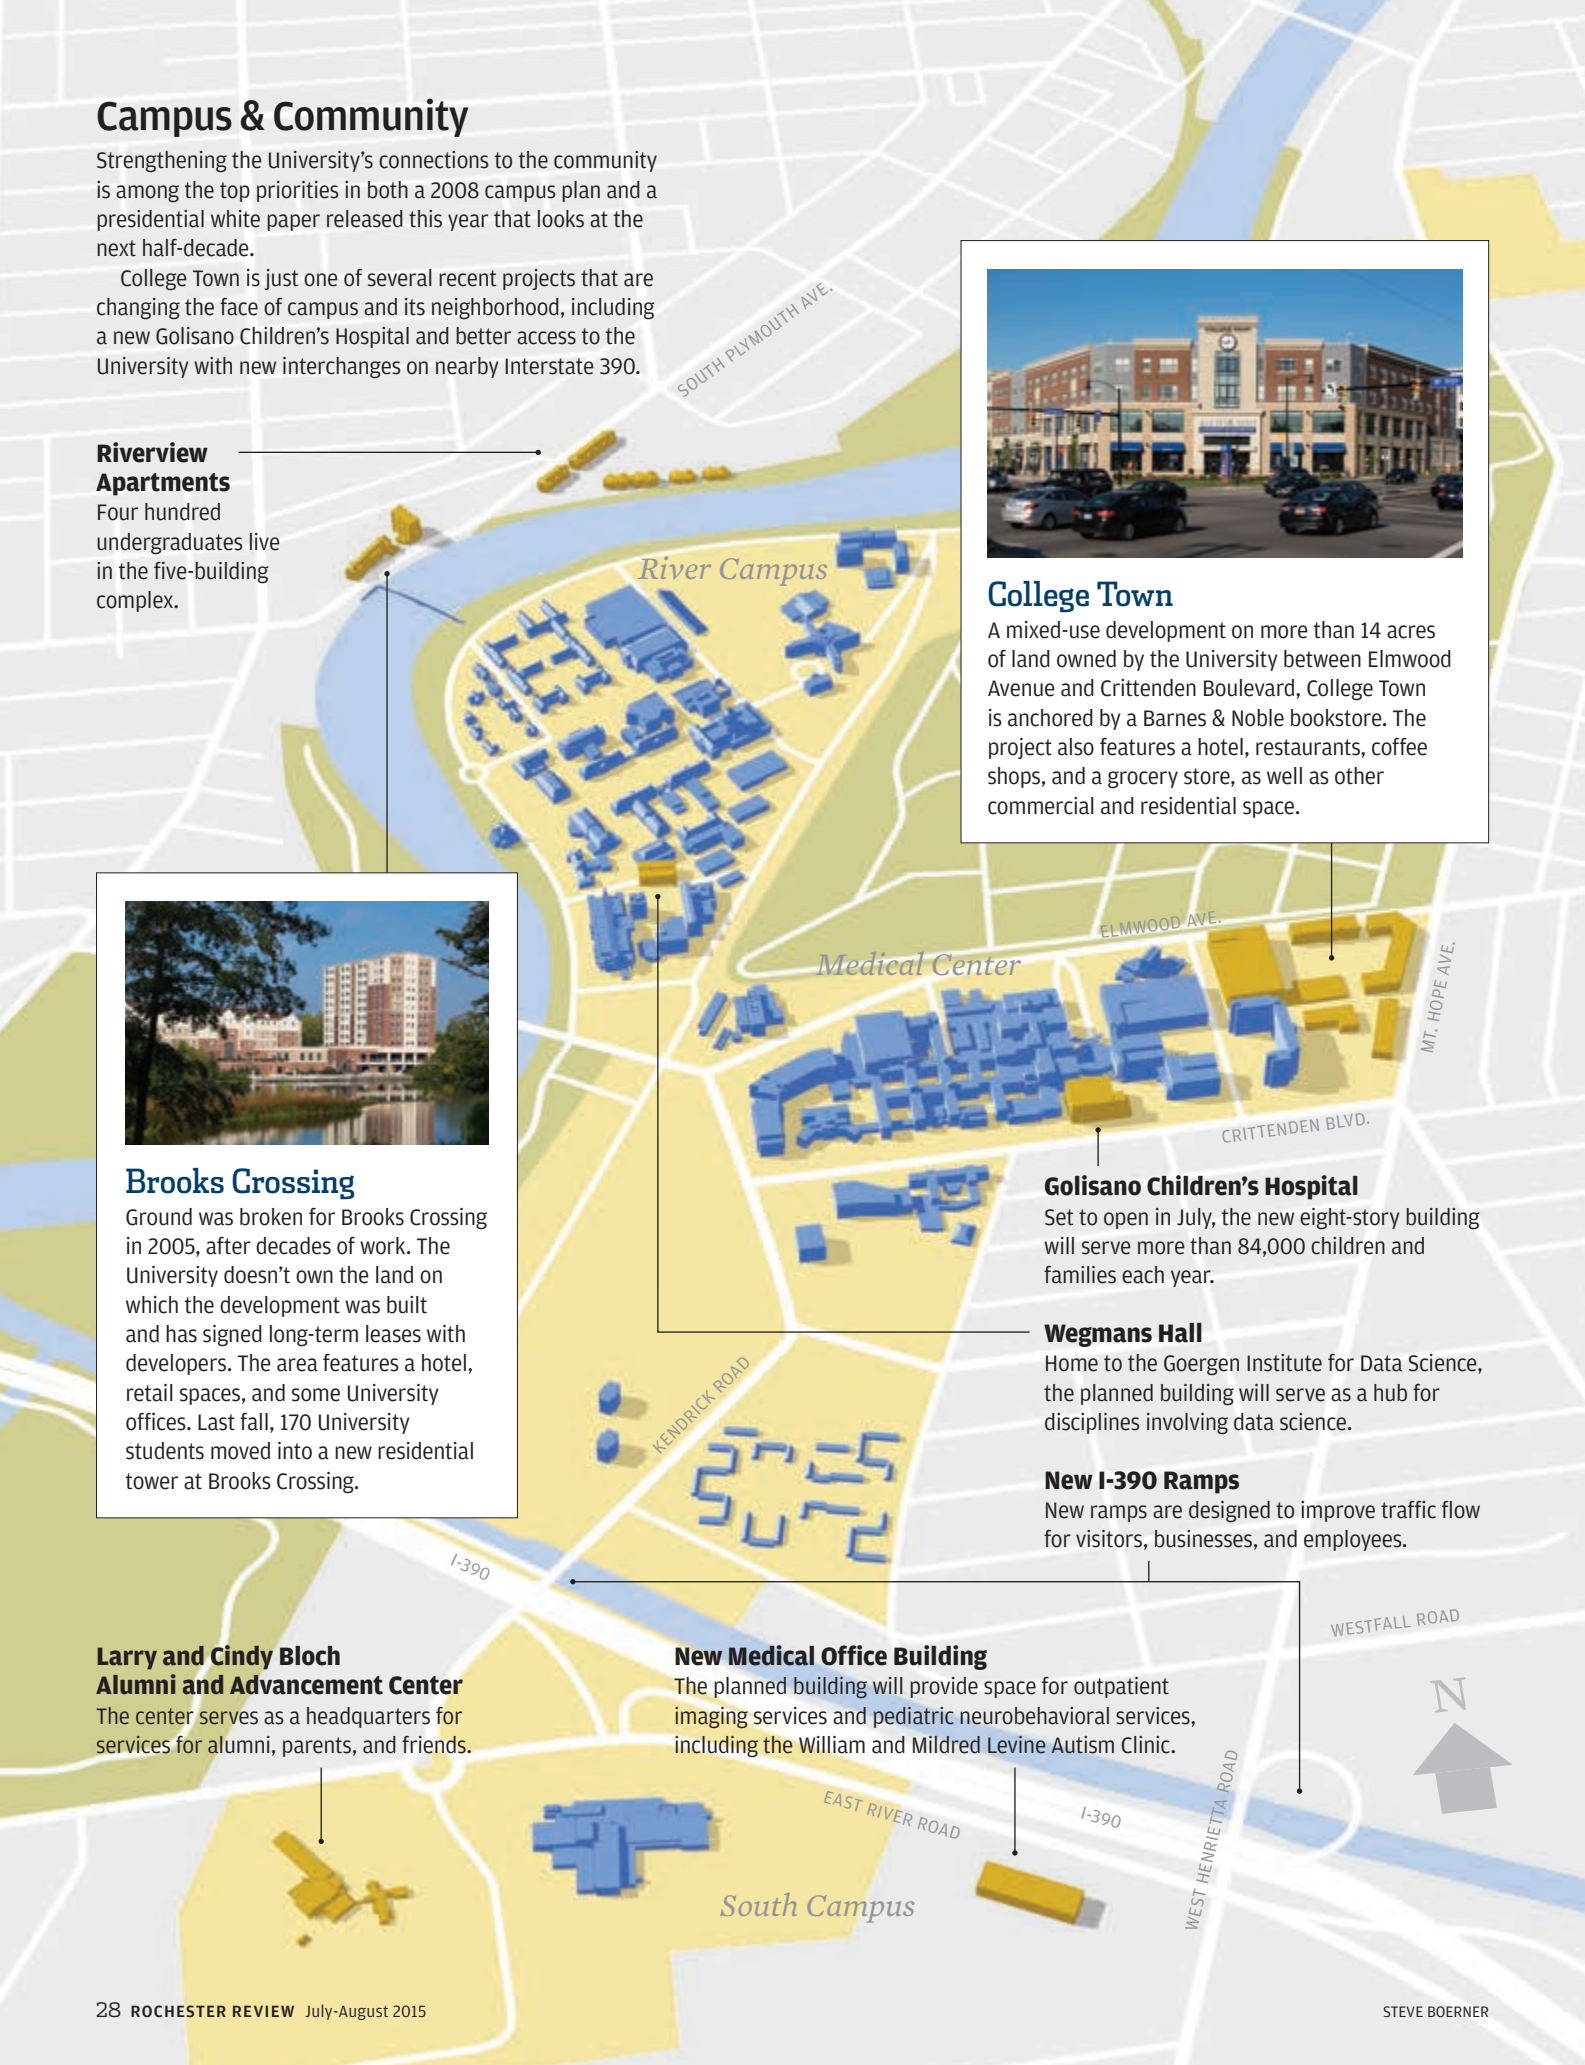 Campus & Community
Strengthening the University’s connections to the community
is among the top priorities in both a 2008 campus plan and a
presidential white paper released this year that looks at the
next half-decade.
College Town is just one of several recent projects that are
changing the face of campus and its neighborhood, including
a new Golisano Children’s Hospital and better access to the
University with new interchanges on nearby Interstate 390.
SOUTH PLYMOUTH AVE.
Riverview
Apartments
Four hundred
undergraduates live
in the five-building
complex.
River Campus
College Town
A mixed-use development on more than 14 acres
of land owned by the University between Elmwood
Avenue and Crittenden Boulevard, College Town
is anchored by a Barnes & Noble bookstore. The
project also features a hotel, restaurants, coffee
shops, and a grocery store, as well as other
commercial and residential space.
ELMWOOD AVE.
Medical Center
MT. HOPE AVE.
CRITTENDEN BLVD.
Brooks Crossing
Ground was broken for Brooks Crossing
in 2005, after decades of work. The
University doesn’t own the land on
which the development was built
and has signed long-term leases with
developers. The area features a hotel,
retail spaces, and some University
offices. Last fall, 170 University
students moved into a new residential
tower at Brooks Crossing.
Golisano Children’s Hospital
Set to open in July, the new eight-story building
will serve more than 84,000 children and
families each year.
Wegmans Hall
Home to the Goergen Institute for Data Science,
the planned building will serve as a hub for
disciplines involving data science.
KENDRICK ROAD
New I-390 Ramps
New ramps are designed to improve traffic flow
for visitors, businesses, and employees.
I-390
WESTFALL ROAD
Larry and Cindy Bloch
Alumni and Advancement Center
The center serves as a headquarters for
services for alumni, parents, and friends.
New Medical Office Building
The planned building will provide space for outpatient
imaging services and pediatric neurobehavioral services,
including the William and Mildred Levine Autism Clinic.
N
EAST RIVER ROAD
I-390
WEST HENRIETTA ROAD
South Campus
28 ROCHESTER REVIEW July-August 2015
STEVE BOERNER